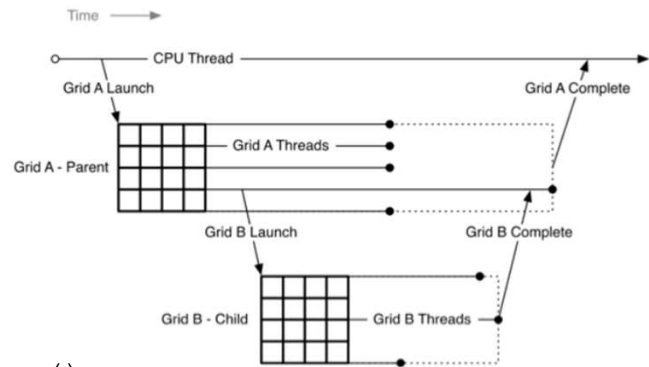 Time
CPU Thread
Grid A Launch
Grid A Complete
Grid A Threads
Grid A - Parent
Grid B Launch
Grid B Complete
Grid B - Child
Grid B Threads